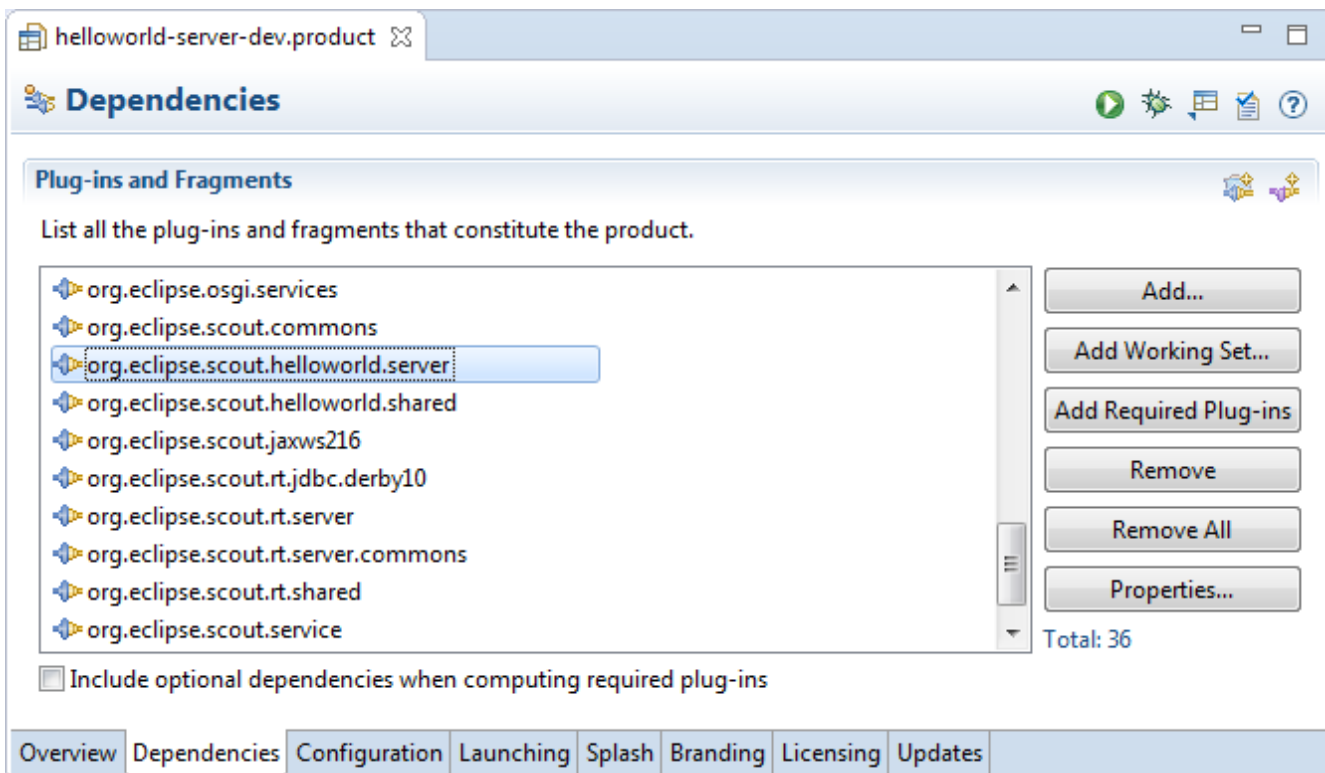 helloworld-server-dev.product
Dependencies
Plug-ins and Fragments
List all the plug-ins and fragments that constitute the product.
org.eclipse.osgi.services
org.eclipse.scout.commons
org.eclipse.scout.helloworld.server
org.eclipse.scout.helloworld.shared
org.eclipse.scout.jaxws216
org.eclipse.scout.rt.jdbc.derby10
org.eclipse.scout.rt.server
org.eclipse.scout.rt.server.commons
org.eclipse.scout.rt.shared
org.eclipse.scout.service
Add...
Add Working Set...
Add Required Plug-ins
Remove
Remove All
Properties...
Total: 36
Include optional dependencies when computing required plug-ins
Overview Dependencies Configuration Launching Splash Branding Licensing Updates